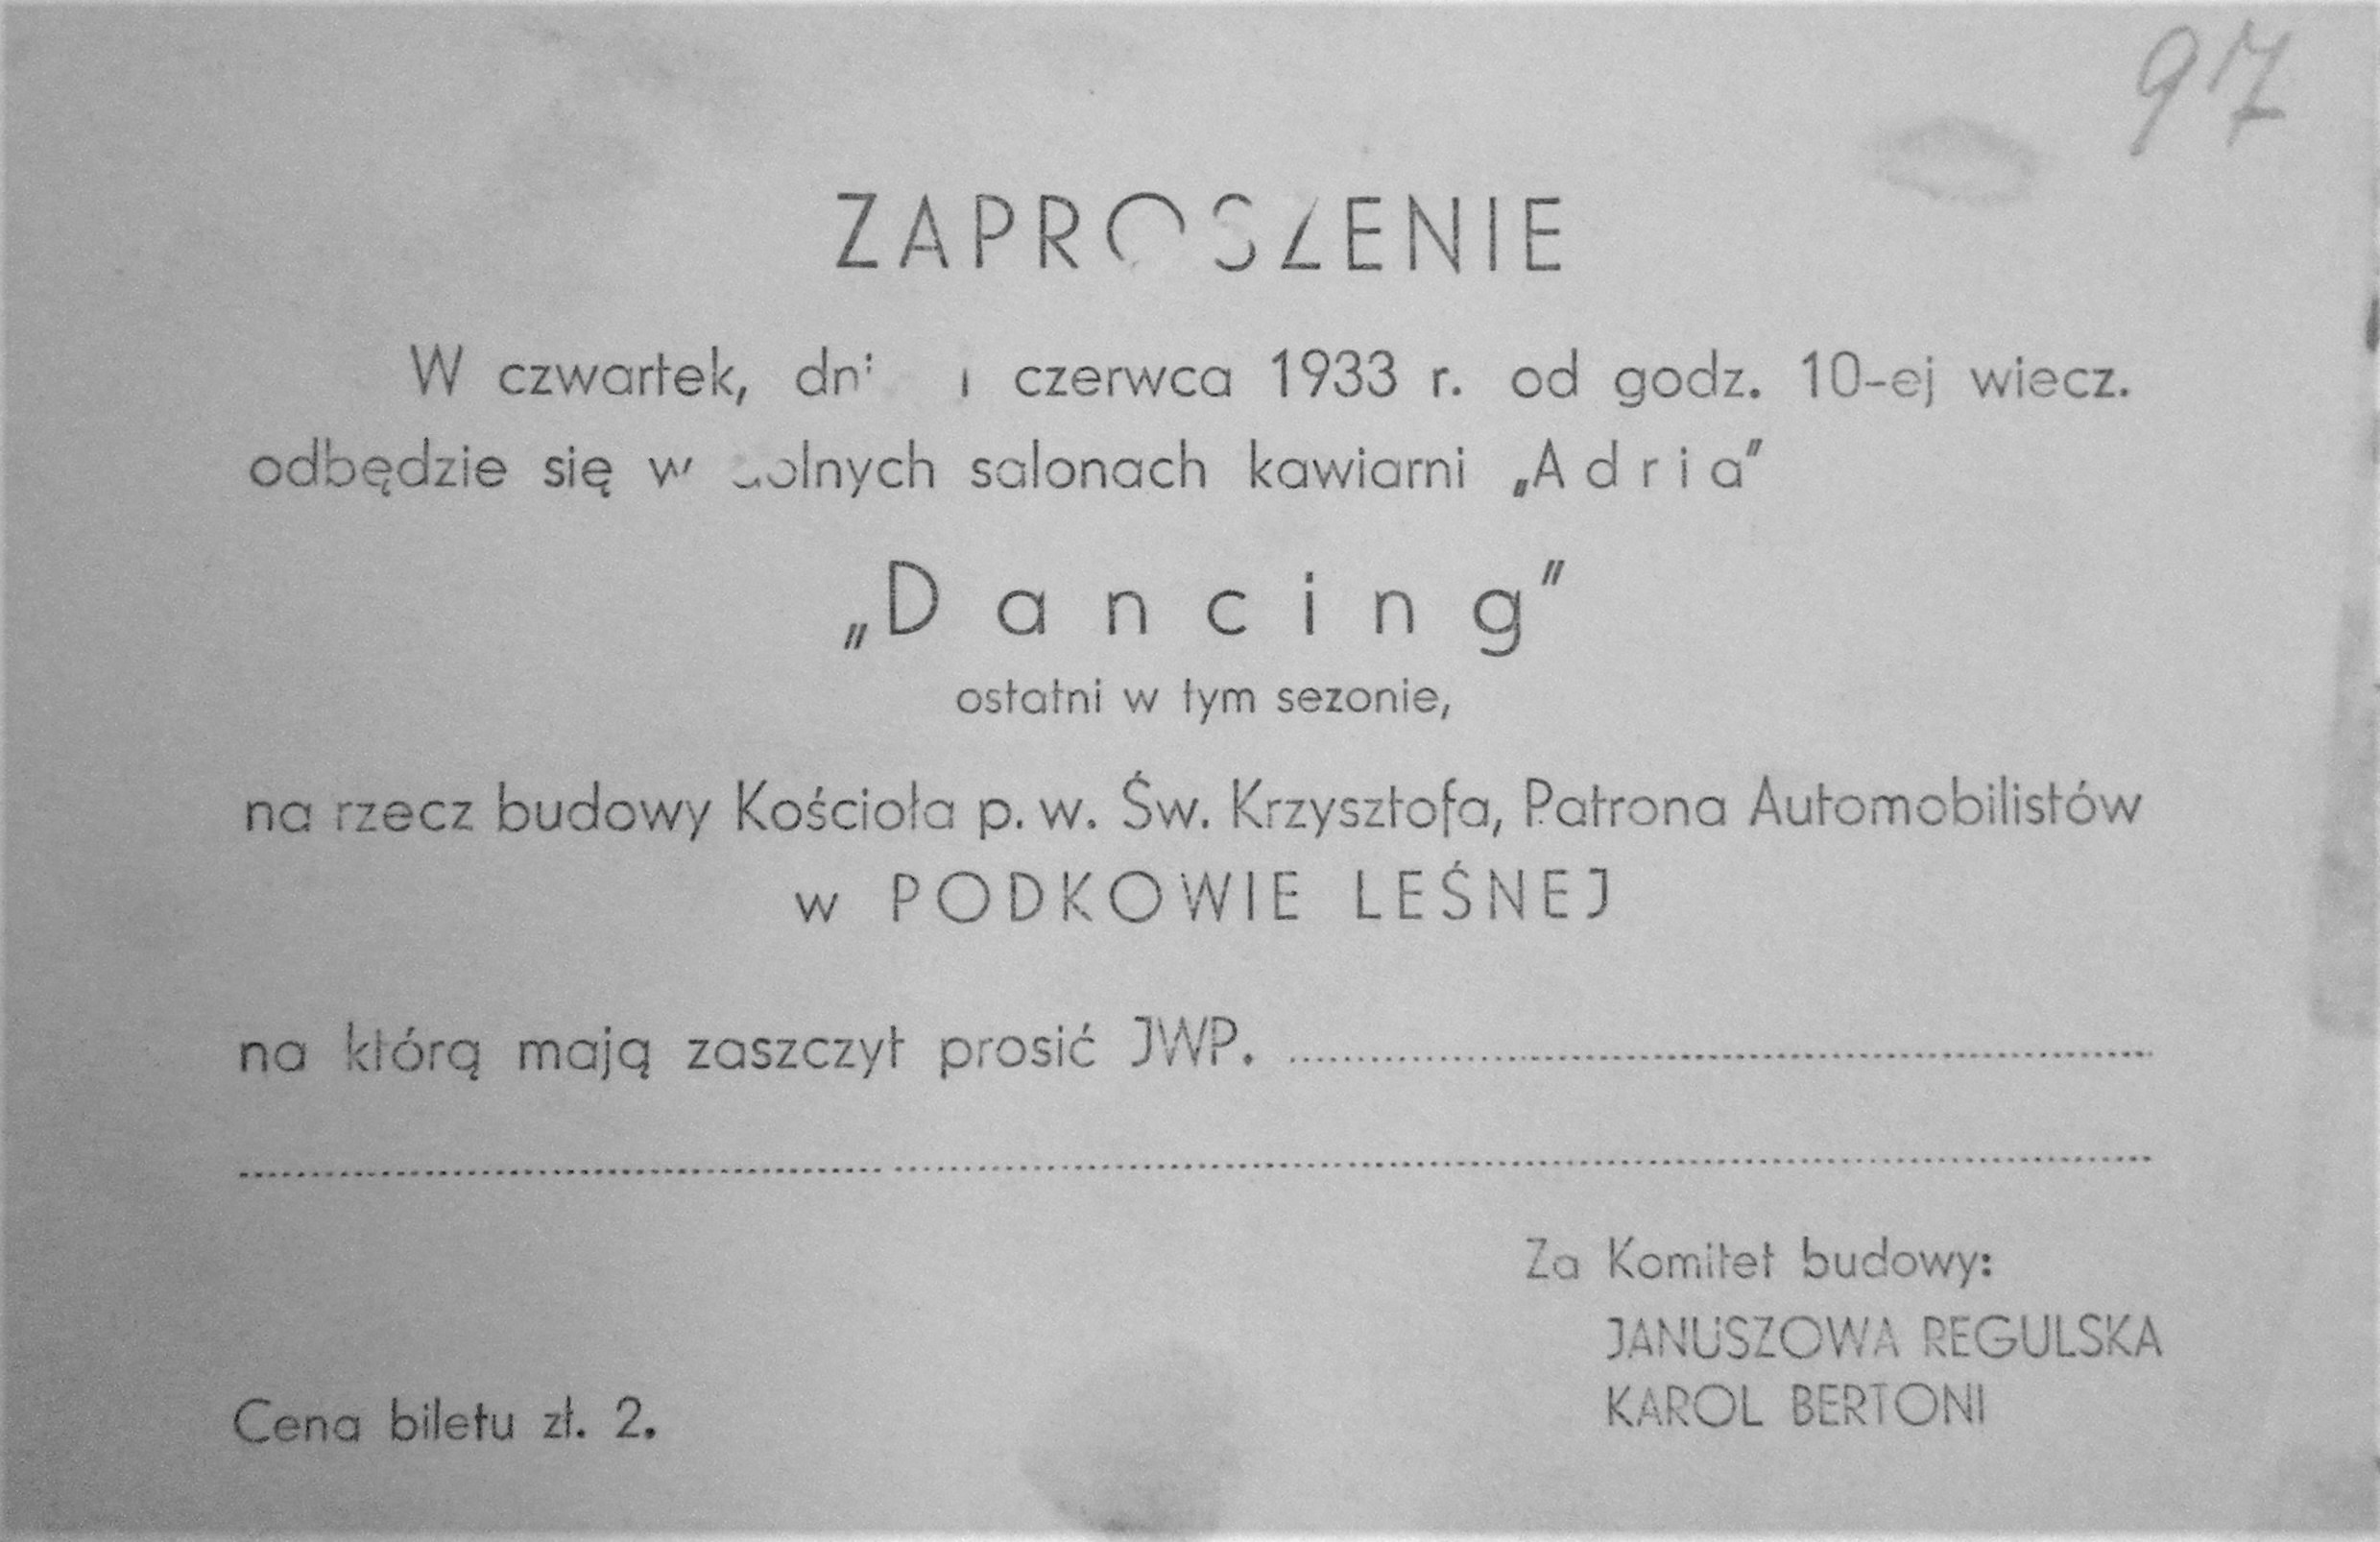 97
ZAPROSZENIE
W czwartek, czerwca 1933 r. od godz. 10-ej wiecz.
odbędzie się w dolnych salonach kawiarni „Adria”
„Dancing”
ostatni w tym sezonie,
na rzecz budowy Kościoła p. w. Św. Krzysztofa, Patrona Automobilistów
w PODKOWIE LEŚNEJ
na którą mają zaszczyt prosić JWP.
Za Komitet budowy:
JANUSZOWA REGULSKA
KAROL BERTONI
Cena biletu zł. 2.